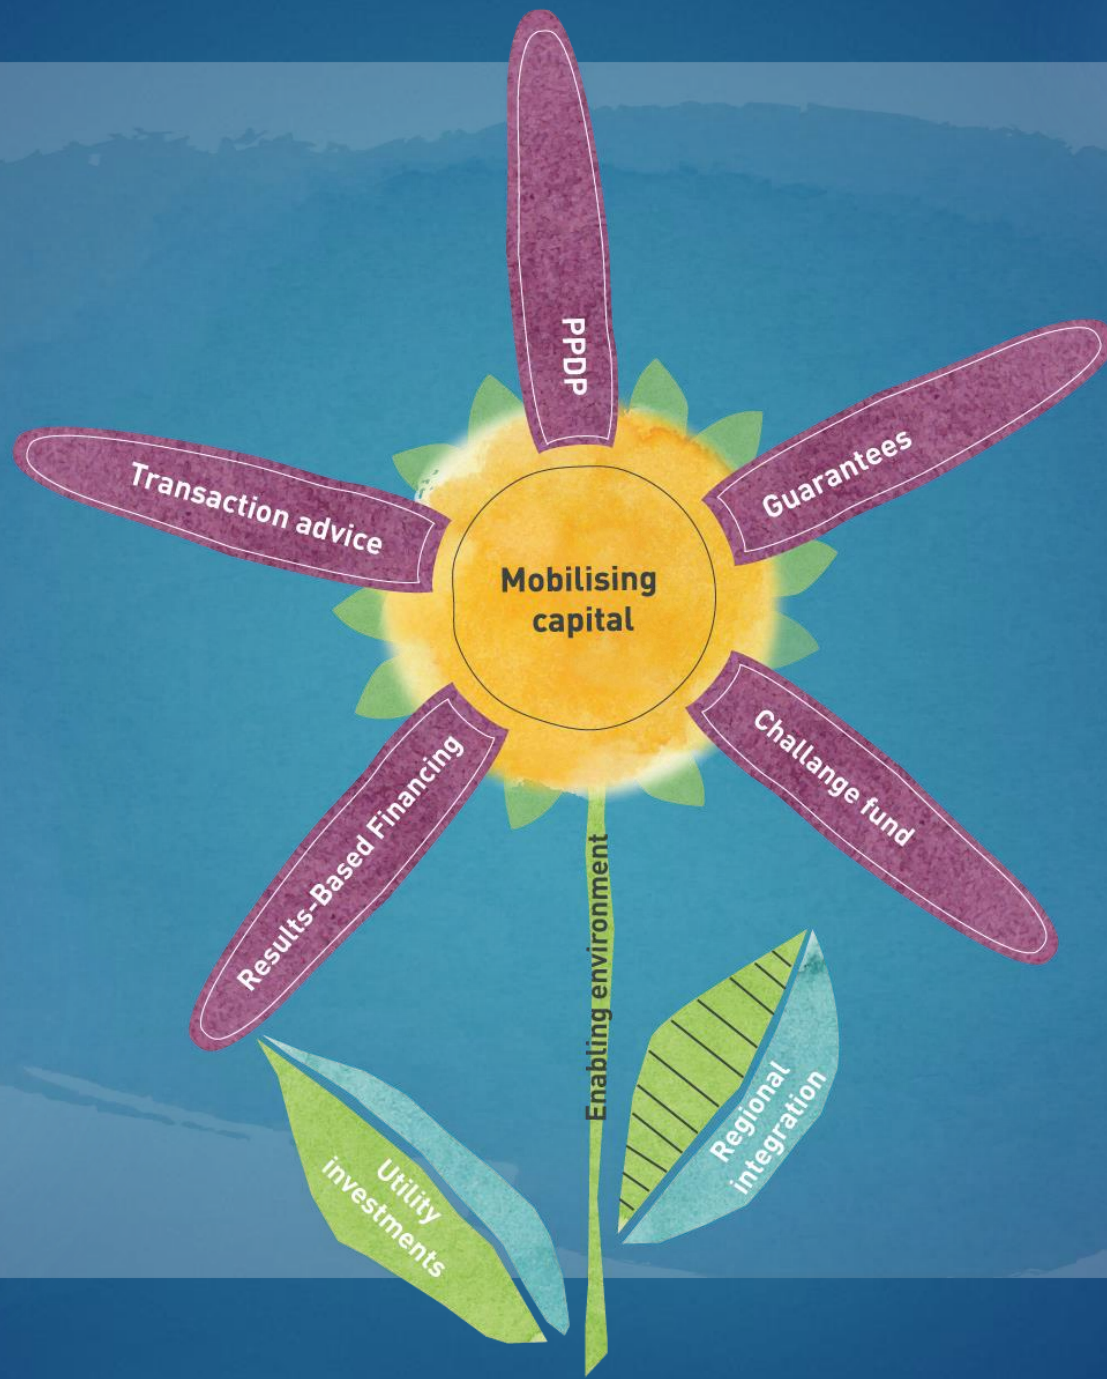 PPDP
Guarantees
Transaction advice
Mobilising
capital
Challange fund
Results-Based Financing
Enabling environment
Regional
integration
Utility
investments